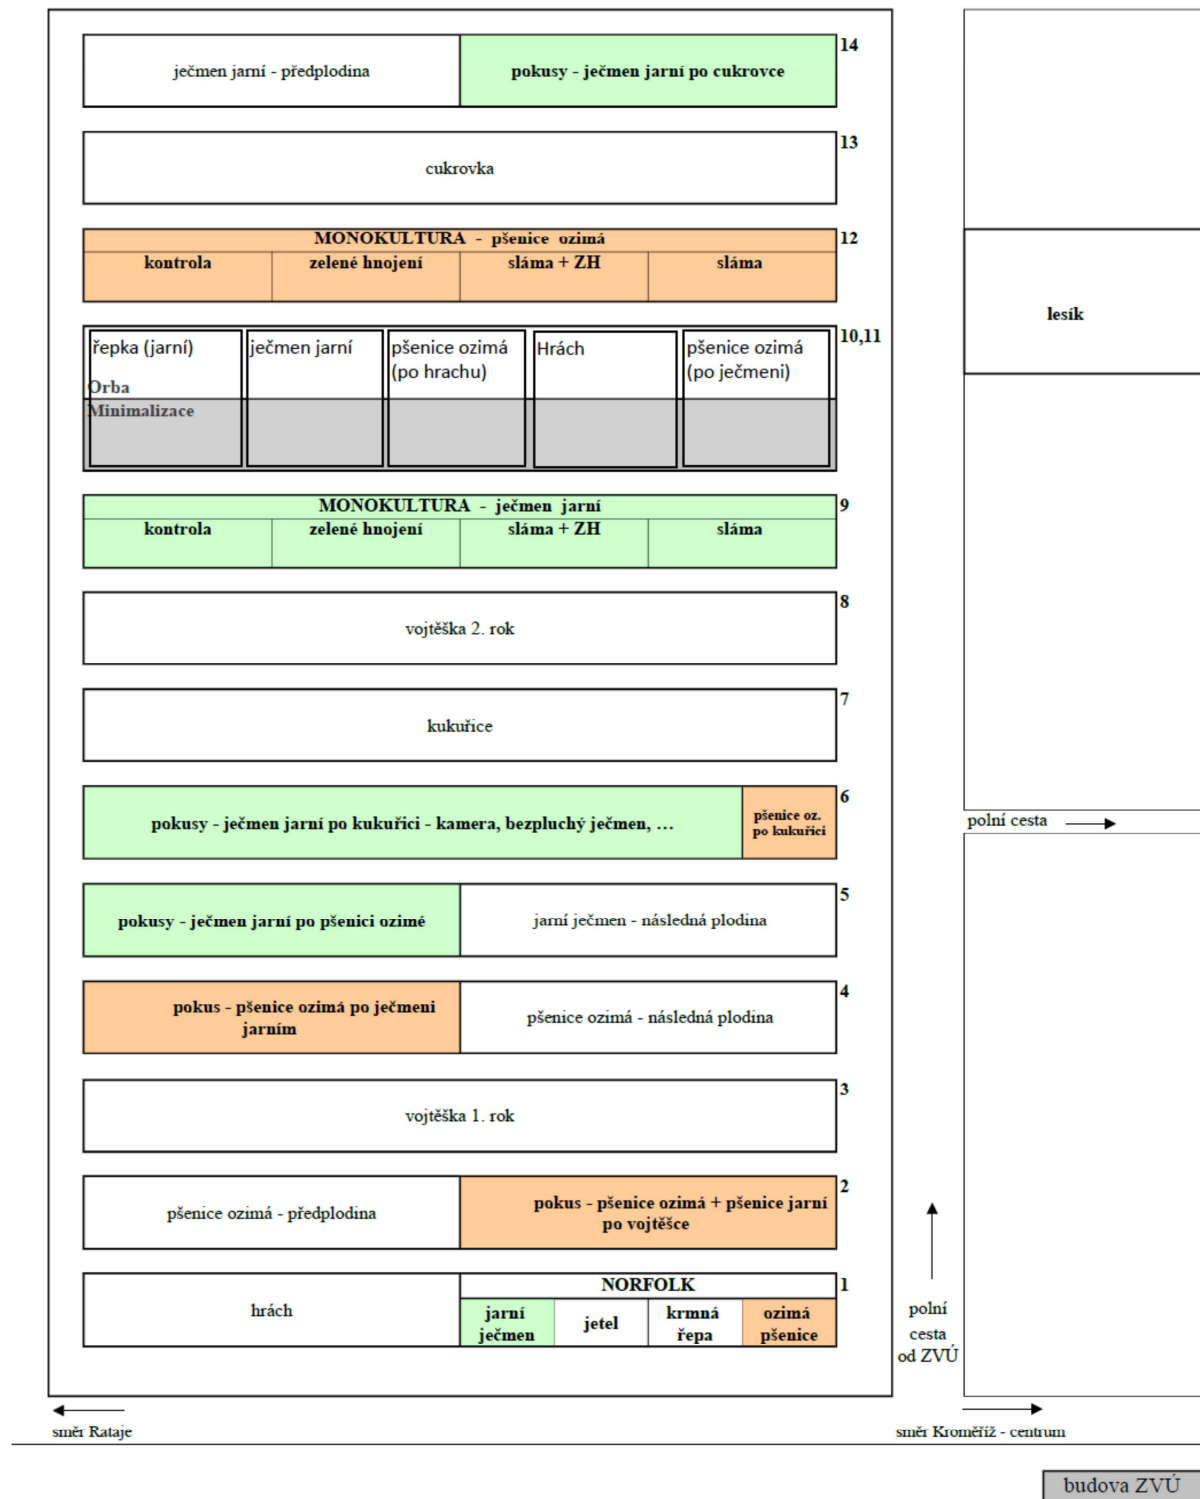 ječmen jarní - předplodina
pokusy - ječmen jarní po cukrovce
14
cukrovka
13
MONOKULTURA - pšenice ozimá
12
kontrola
zelené hnojení
sláma + ZH
sláma
řepka (jarní)
ječmen jarní
pšenice ozimá
(po hrachu)
Hrách
pšenice ozimá
(po ječmeni)
10,11
Orba
Minimalizace
MONOKULTURA - ječmen jarní
9
kontrola
zelené hnojení
sláma + ZH
sláma
vojtěška 2. rok
8
kukuřice
7
pokusy - ječmen jarní po kukuřici - kamera, bezpluchý ječmen, …
pšenice oz.
po kukuřici
6
pokusy - ječmen jarní po pšenici ozimé
jarní ječmen - následná plodina
5
pokus - pšenice ozimá po ječmeni
jarním
pšenice ozimá - následná plodina
4
vojtěška 1. rok
3
pšenice ozimá - předplodina
pokus - pšenice ozimá + pšenice jarní
po vojtěšce
2
hrách
NORFOLK
1
jarní
ječmen
jetel
krmná
řepa
ozimá
pšenice
lesík
polní cesta
polní
cesta
od ZVÚ
směr Rataje
směr Kroměříž - centrum
budova ZVÚ